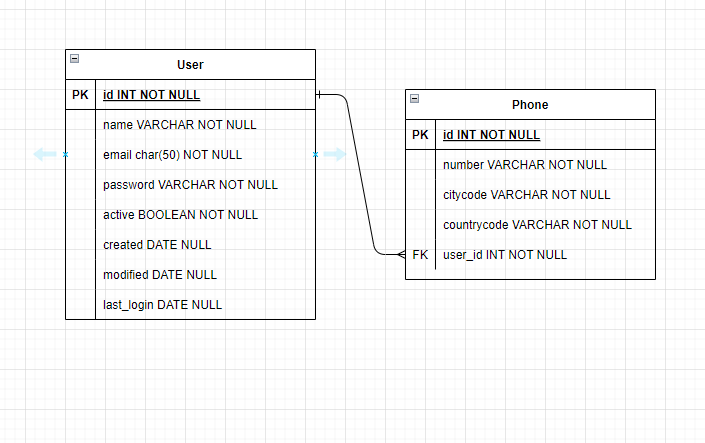 User
PK id INT NOT NULL
name VARCHAR NOT NULL
email char(50) NOT NULL
password VARCHAR NOT NULL
active BOOLEAN NOT NULL
created DATE NULL
modified DATE NULL
last_login DATE NULL
Phone
PK id INT NOT NULL
number VARCHAR NOT NULL
citycode VARCHAR NOT NULL
countrycode VARCHAR NOT NULL
FK user_id INT NOT NULL